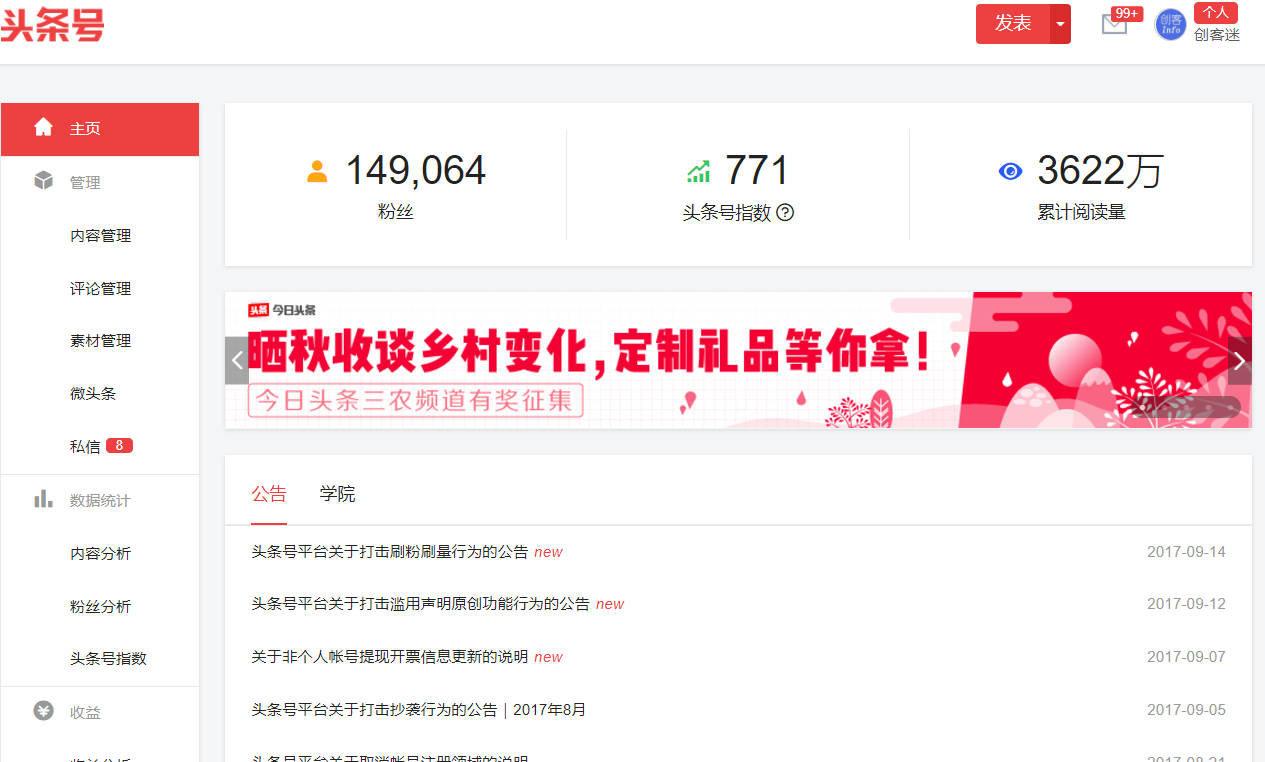 头条号
发表
99+
创客
Info
个人
创客迷
主页
管理
内容管理
评论管理
素材管理
微头条
私信 8
数据统计
内容分析
粉丝分析
头条号指数
收益
149,064
粉丝
771
头条号指数
3622万
累计阅读量
头条 今日头条
晒秋收谈乡村变化,定制礼品等你拿!
今日头条三农频道有奖征集
公告 学院
头条号平台关于打击刷粉刷量行为的公告 new 2017-09-14
头条号平台关于打击滥用声明原创功能行为的公告 new 2017-09-12
关于非个人帐号提现开票信息更新的说明 new 2017-09-07
头条号平台关于打击抄袭行为的公告｜2017年8月 2017-09-05